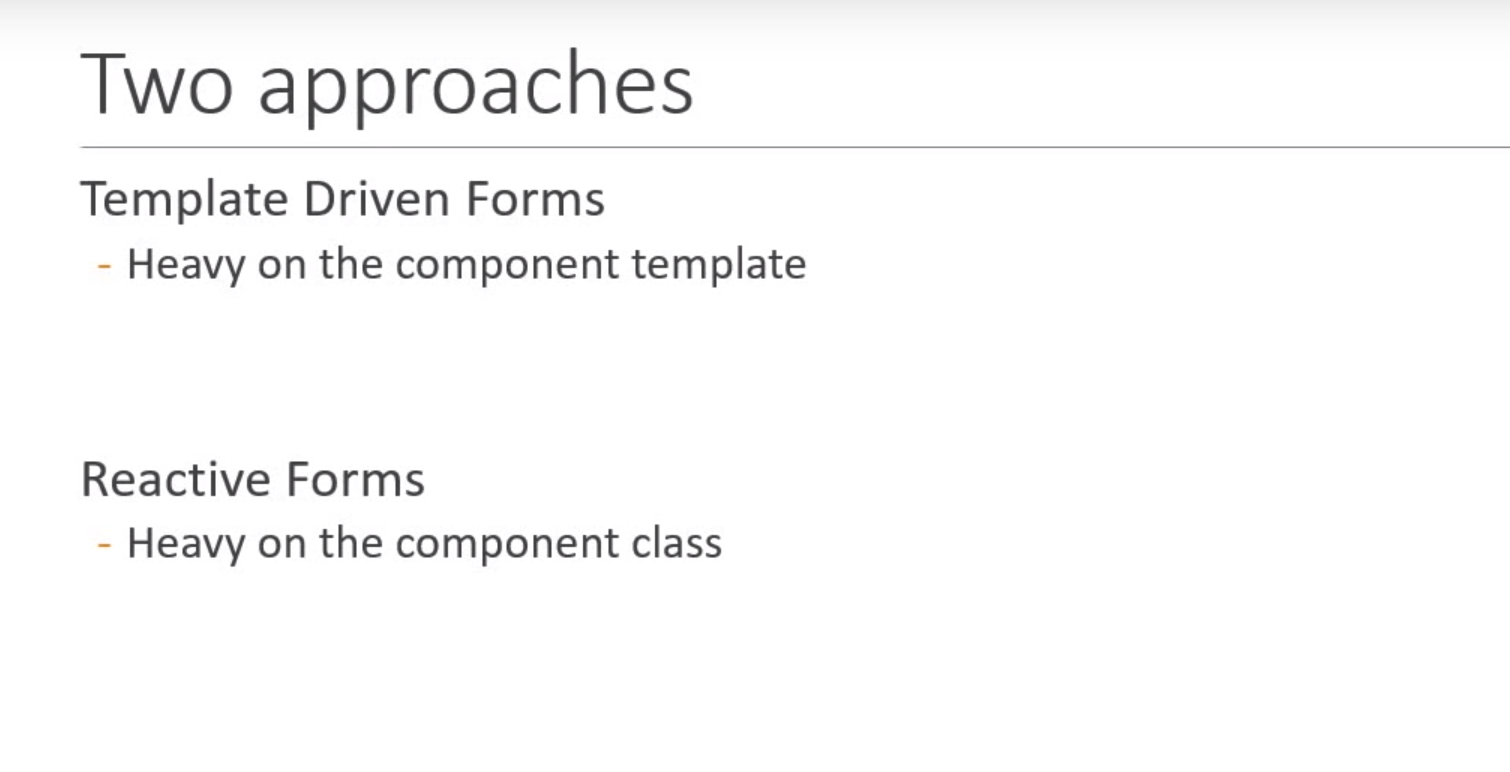 Two approaches
Template Driven Forms
- Heavy on the component template
Reactive Forms
- Heavy on the component class